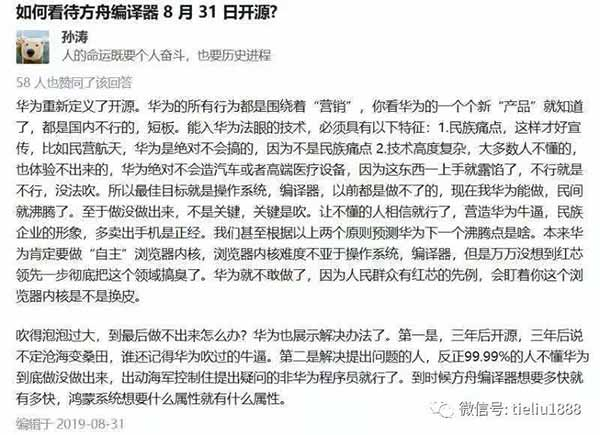 如何看待方舟编译器 8 月 31 日开源?
孙涛
人的命运既要个人奋斗，也要历史进程
58 人也赞同了该回答
华为重新定义了开源。华为的所有行为都是围绕着“营销”，你看华为的一个个新“产品”就知道
了，都是国内不行的，短板。能入华为法眼的技术，必须具有以下特征：1.民族痛点，这样才好宣
传，比如民营航天，华为是绝对不会搞的，因为不是民族痛点 2.技术高度复杂，大多数人不懂的，
也体验不出来的，华为绝对不会造汽车或者高端医疗设备，因为这东西一上手就露馅了，不行就是
不行，没法吹。所以最佳目标就是操作系统，编译器，以前都是做不了的，现在我华为能做，民间
就沸腾了。至于做没做出来，不是关键，关键是吹。让不懂的人相信就行了，营造华为牛逼，民族
企业的形象，多卖出手机是正经。我们甚至根据以上两个原则预测华为下一个沸腾点是啥。本来华
为肯定要做“自主”浏览器内核，浏览器内核难度不亚于操作系统，编译器，但是万万没想到红芯
领先一步彻底把这个领域搞臭了。华为就不敢做了，因为人民群众有红芯的先例，会盯着你这个浏
览器内核是不是换皮。
吹得泡泡过大，到最后做不出来怎么办？华为也展示解决办法了。第一是，三年后开源，三年后说
不定沧海变桑田，谁还记得华为吹过的牛逼。第二是解决提出问题的人，反正99.99%的人不懂华为
到底做没做出来，出动海军控制住提出疑问的非华为程序员就行了。到时候方舟编译器想要多快就
有多快，鸿蒙系统想要什么属性就有什么属性。
编辑于 2019-08-31
微信号: tieliu1888